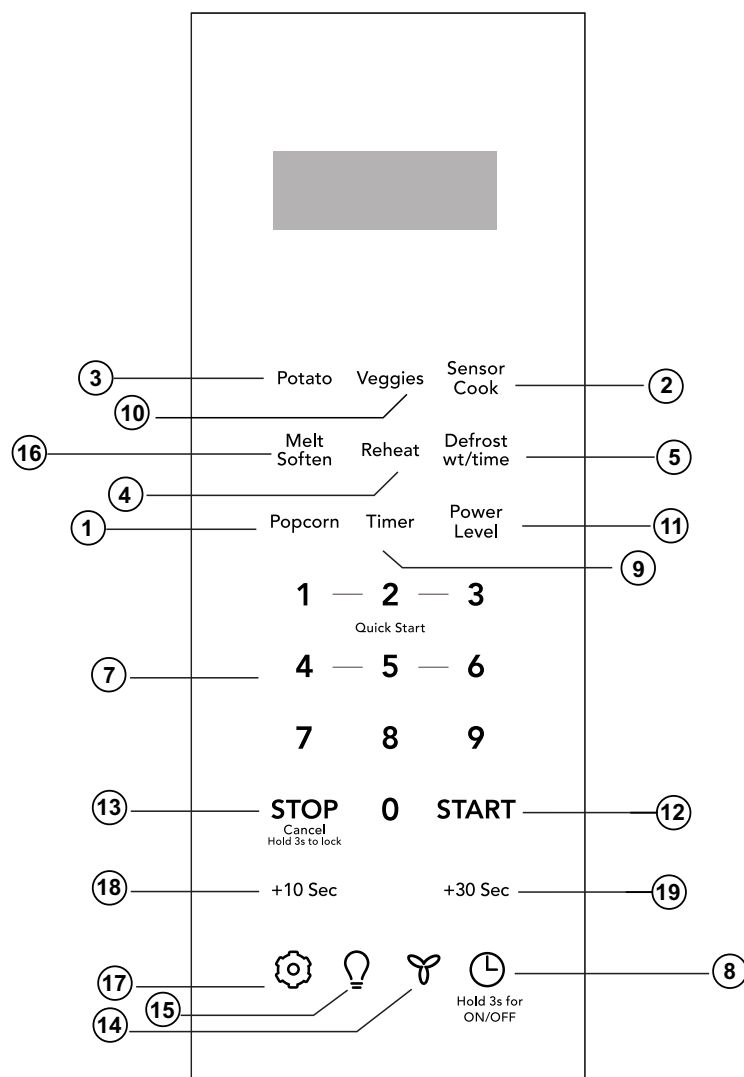 3 Potato Veggies Sensor Cook 2
10
16 Melt Soften Reheat Defrost wt/time 5
4
1 Popcorn Timer Power Level 11
9
1 2 3
Quick Start
7 4 5 6
7 8 9
13 STOP 0 START 12
Cancel
Hold 3s to lock
18 +10 Sec +30 Sec 19
17 8
15 Hold 3s for
14 ON/OFF